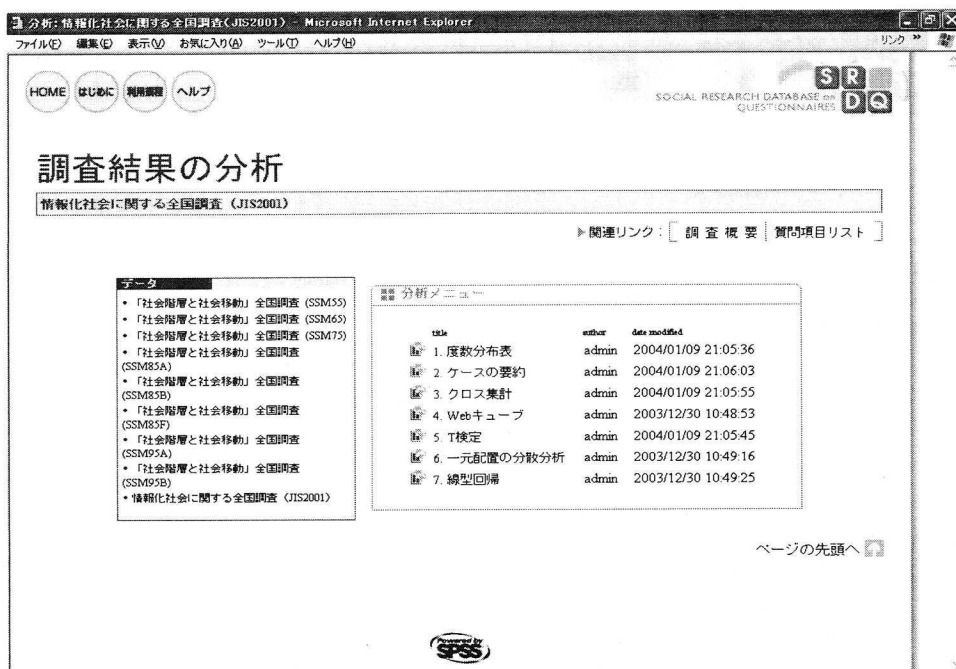 分析: 情報化社会に関する全国調査(JIS2001) - Microsoft Internet Explorer
ファイル(F) 編集(E) 表示(V) お気に入り(A) ツール(T) ヘルプ(H)
リンク »
HOME はじめに 利用規程 ヘルプ
SOCIAL RESEARCH DATABASE on
QUESTIONNAIRES
SR
DQ
調査結果の分析
情報化社会に関する全国調査 (JIS2001)
▶関連リンク:[ 調 査 概 要 | 質問項目リスト ]
データ
• 「社会階層と社会移動」全国調査 (SSM55)
• 「社会階層と社会移動」全国調査 (SSM65)
• 「社会階層と社会移動」全国調査 (SSM75)
• 「社会階層と社会移動」全国調査
(SSM85A)
• 「社会階層と社会移動」全国調査
(SSM85B)
• 「社会階層と社会移動」全国調査
(SSM85F)
• 「社会階層と社会移動」全国調査
(SSM95A)
• 「社会階層と社会移動」全国調査
(SSM95B)
• 情報化社会に関する全国調査 (JIS2001)
分析メニュー
title author date modified
1. 度数分布表 admin 2004/01/09 21:05:36
2. ケースの要約 admin 2004/01/09 21:06:03
3. クロス集計 admin 2004/01/09 21:05:55
4. Webキューブ admin 2003/12/30 10:48:53
5. T検定 admin 2004/01/09 21:05:45
6. 一元配置の分散分析 admin 2003/12/30 10:49:16
7. 線型回帰 admin 2003/12/30 10:49:25
ページの先頭へ
Powered by
SPSS